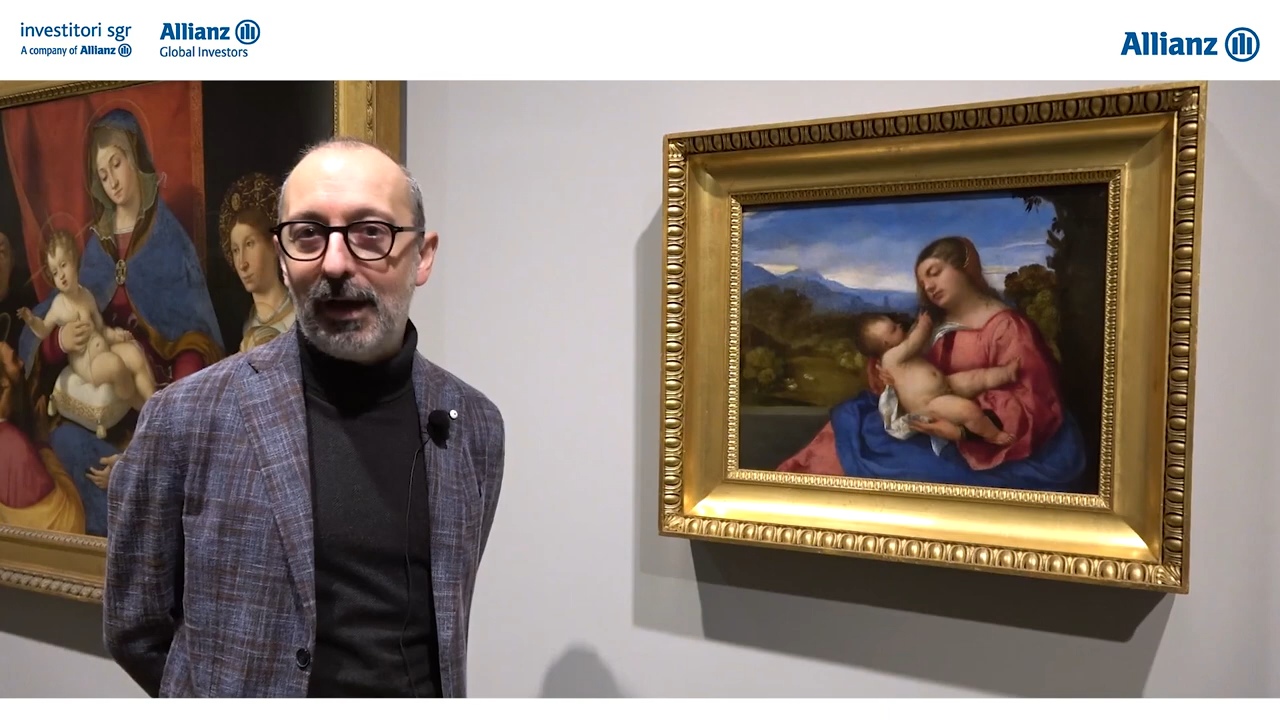 investitori sgr
A company of Allianz
Allianz
Global Investors
Allianz